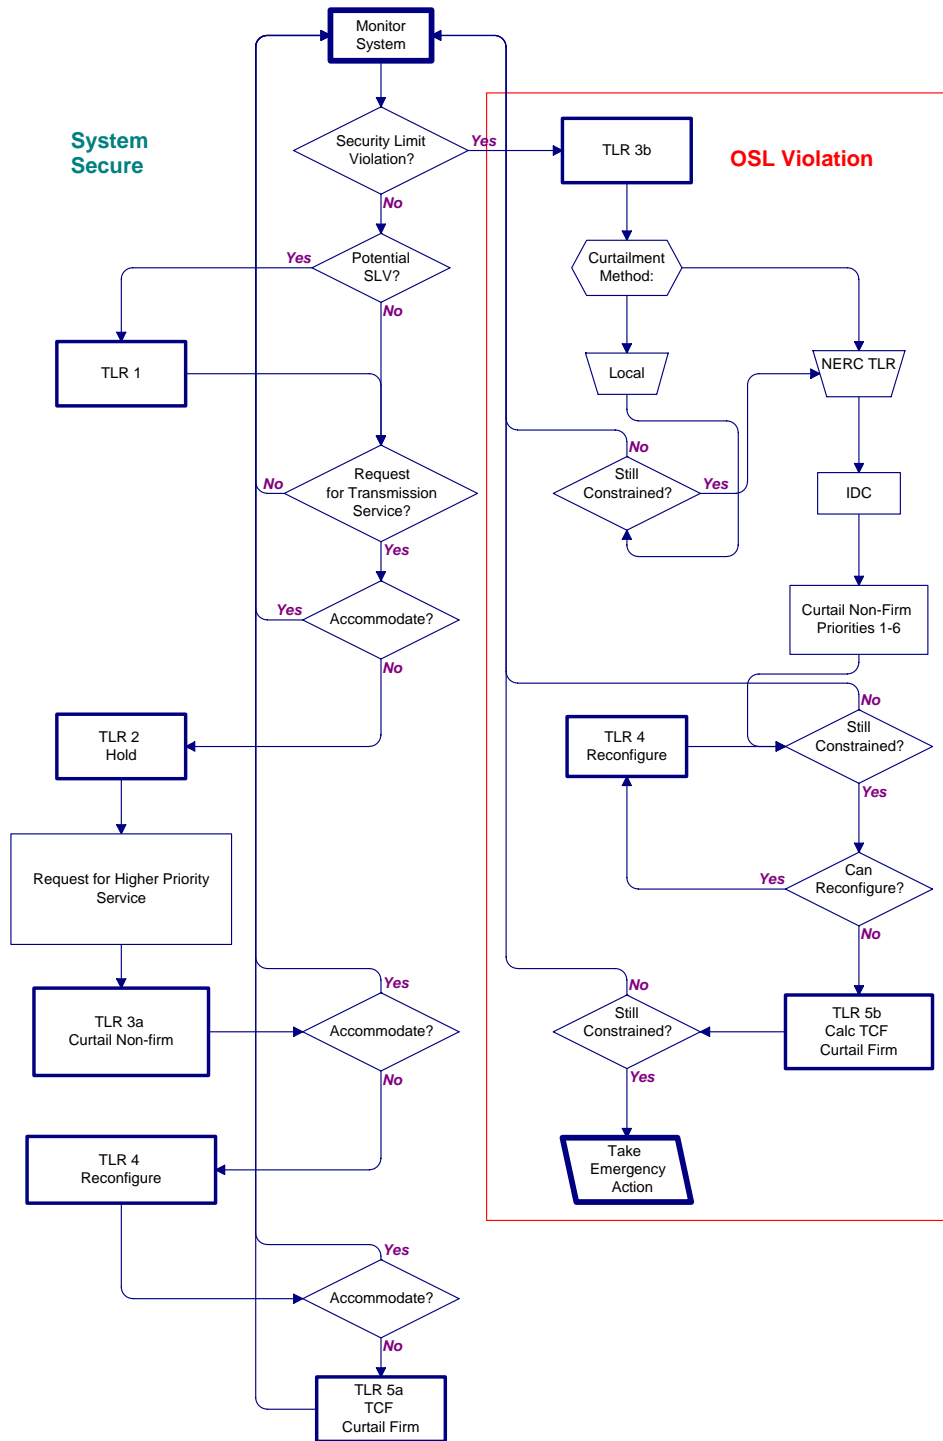 Monitor
System
System
Secure
Security Limit
Violation?
Yes
TLR 3b
OSL Violation
No
Yes
Potential
SLV?
Curtailment
Method:
No
TLR 1
Local
NERC TLR
No
Request
for Transmission
Service?
No
Still
Constrained?
Yes
IDC
Yes
Yes
Accommodate?
Curtail Non-Firm
Priorities 1-6
No
No
TLR 2
Hold
TLR 4
Reconfigure
Still
Constrained?
Yes
Request for Higher Priority
Service
Yes
Can
Reconfigure?
No
Yes
No
TLR 3a
Curtail Non-firm
Accommodate?
Still
Constrained?
TLR 5b
Calc TCF
Curtail Firm
No
Yes
TLR 4
Reconfigure
Take
Emergency
Action
Yes
Accommodate?
No
TLR 5a
TCF
Curtail Firm